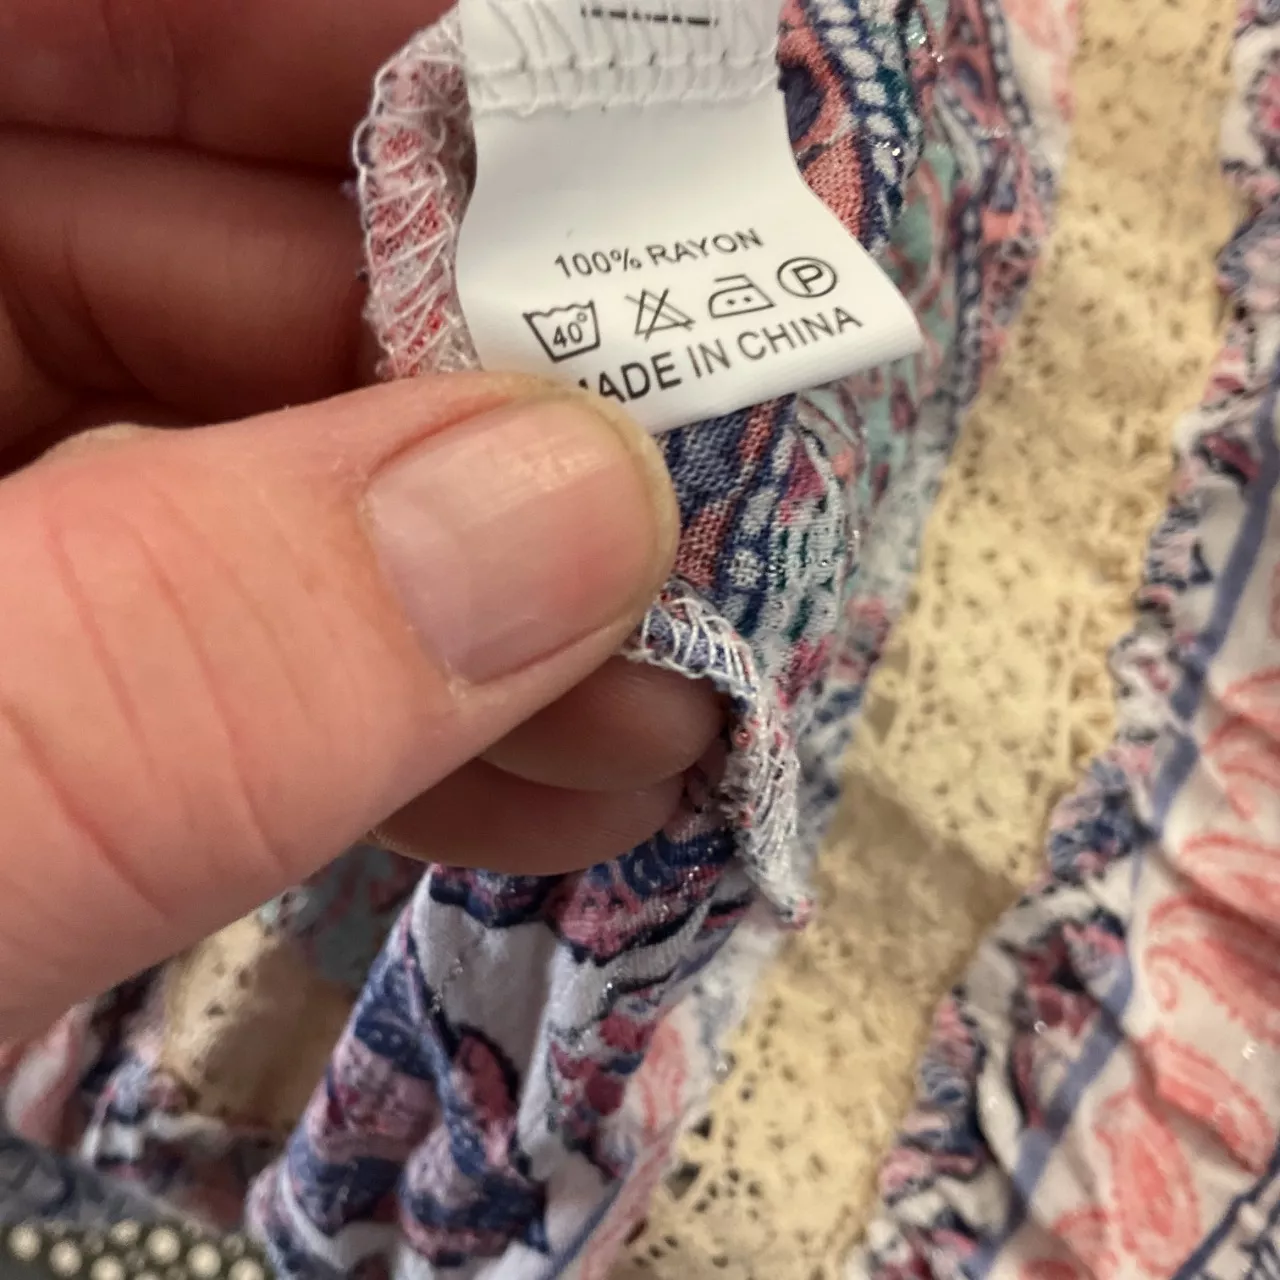 100% RAYON
40° P
ADE IN CHINA